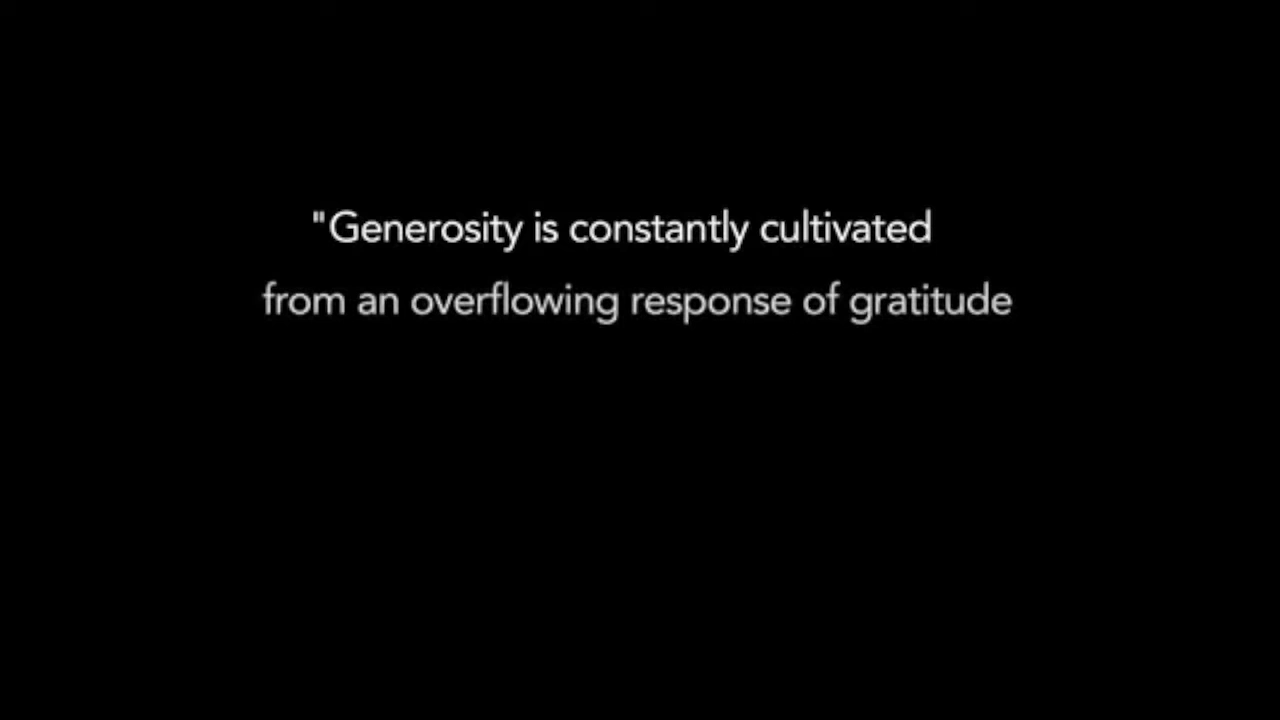 "Generosity is constantly cultivated
from an overflowing response of gratitude